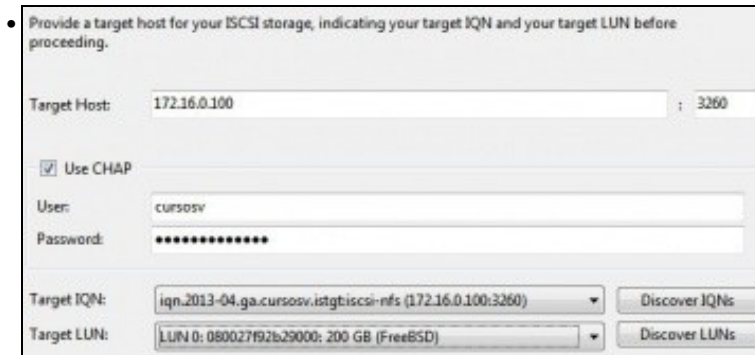 Provide a target host for your ISCSI storage, indicating your target IQN and your target LUN before
proceeding.
Target Host: 172.16.0.100 : 3260
Use CHAP
User: cursosv
Password: •••••••••••••
Target IQN: iqn.2013-04.ga.cursosv.istgt:iscsi-nfs (172.16.0.100:3260) Discover IQNs
Target LUN: LUN 0: 080027f92b29000: 200 GB (FreeBSD) Discover LUNs